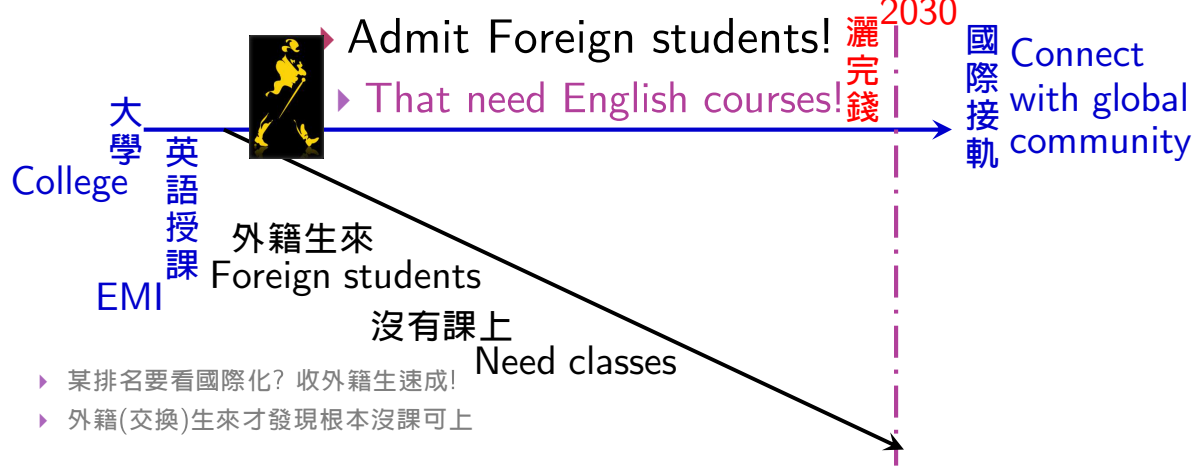 2030
Admit Foreign students!
That need English courses!
灑完錢
國際接軌
Connect
with global
community
大學
College
英語授課
EMI
外籍生來
Foreign students
沒有課上
Need classes
某排名要看國際化? 收外籍生速成!
外籍(交換)生來才發現根本沒課可上